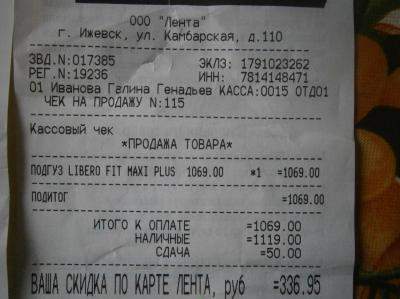 ООО "Лента"
г. Ижевск, ул. Камбарская, д.110
ЗВД.N:017385 ЭКЛЗ: 1791023262
РЕГ.N:19236 ИНН: 7814148471
01 Иванова Галина Генадьев КАССА:0015 ОТД01
ЧЕК НА ПРОДАЖУ N:115
Кассовый чек
*ПРОДАЖА ТОВАРА*
ПОДГУЗ LIBERO FIT MAXI PLUS 1069.00 *1 =1069.00
ПОДИТОГ =1069.00
ИТОГО К ОПЛАТЕ =1069.00
НАЛИЧНЫЕ =1119.00
СДАЧА =50.00
ВАША СКИДКА ПО КАРТЕ ЛЕНТА, руб =336.95